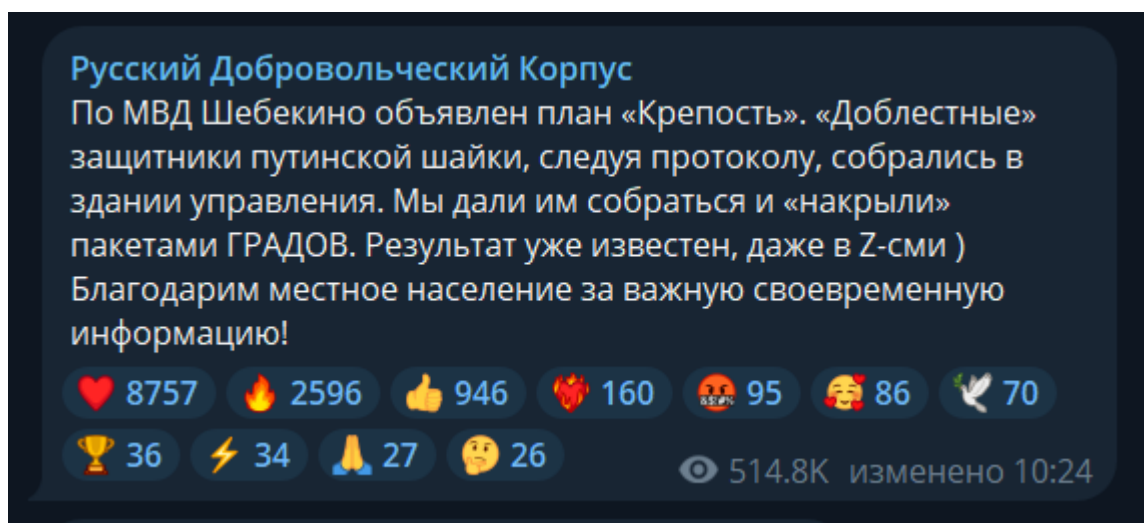 Русский Добровольческий Корпус
По МВД Шебекино объявлен план «Крепость». «Доблестные»
защитники путинской шайки, следуя протоколу, собрались в
здании управления. Мы дали им собраться и «накрыли»
пакетами ГРАДОВ. Результат уже известен, даже в Z-сми )
Благодарим местное население за важную своевременную
информацию!
8757 2596 946 160 95 86 70
36 34 27 26 514.8K изменено 10:24